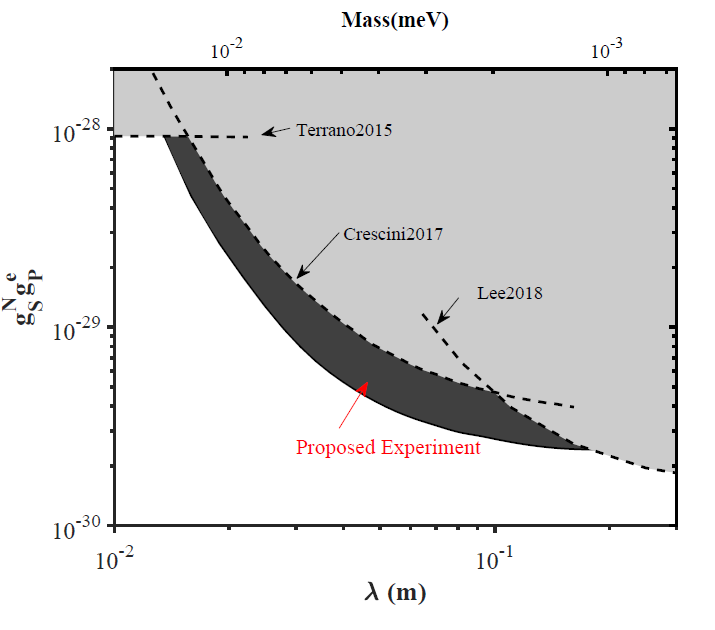 Mass(meV)
10^-2 10^-3
10^-28
Terrano2015
Crescini2017
Lee2018
10^-29
g_S^N g_P^e
Proposed Experiment
10^-30
10^-2 10^-1
λ (m)